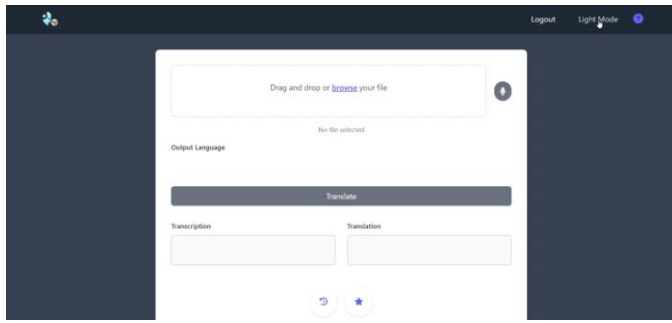 Logout Light Mode ?
Drag and drop or browse your file
No file selected
Output Language
Translate
Transcription Translation